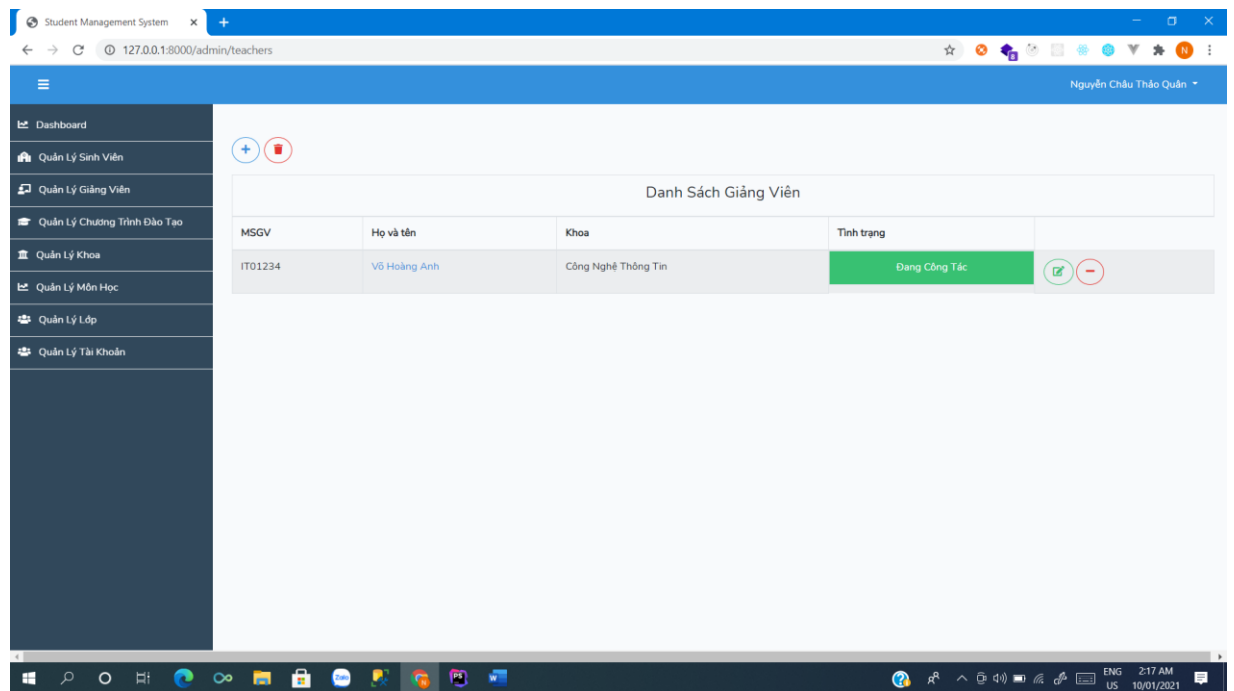 Student Management System
127.0.0.1:8000/admin/teachers
N
Nguyễn Châu Thảo Quân
Dashboard
Quản Lý Sinh Viên
Quản Lý Giảng Viên
Quản Lý Chương Trình Đào Tạo
Quản Lý Khoa
Quản Lý Môn Học
Quản Lý Lớp
Quản Lý Tài Khoản
Danh Sách Giảng Viên
MSGV Họ và tên Khoa Tình trạng
IT01234 Võ Hoàng Anh Công Nghệ Thông Tin Đang Công Tác
Zalo
PS
W
ENG 2:17 AM
US 10/01/2021